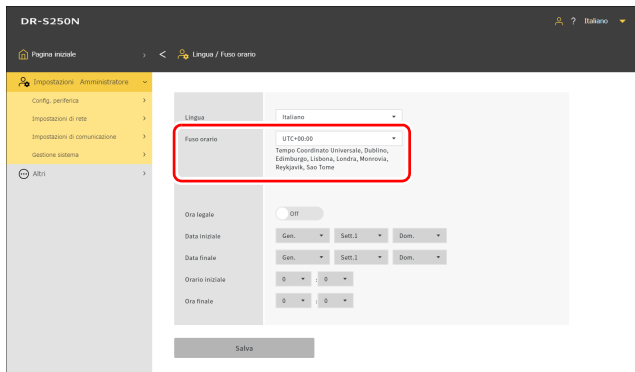 DR-S250N
? Italiano
Pagina iniziale
Lingua / Fuso orario
Impostazioni Amministratore
Config. periferica
Impostazioni di rete
Impostazioni di comunicazione
Gestione sistema
Altri
Lingua Italiano
Fuso orario UTC+00:00
Tempo Coordinato Universale, Dublino,
Edimburgo, Lisbona, Londra, Monrovia,
Reykjavik, Sao Tome
Ora legale Off
Data iniziale Gen. Sett.1 Dom.
Data finale Gen. Sett.1 Dom.
Orario iniziale 0 : 0
Ora finale 0 : 0
Salva